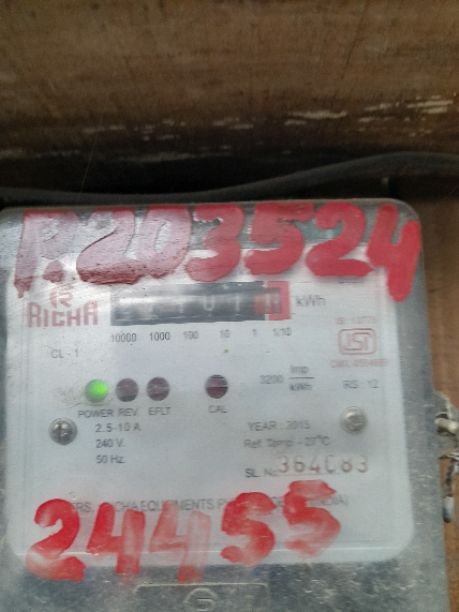 P.203524
RICHA
kWh
10000 1000 100 10 1 1/10
CL - 1
3200 Imp/kWh
RS. 12
POWER REV. EFLT CAL
2.5-10 A
240 V.
50 Hz.
YEAR : 2015
Ref. Temp - 27°C
SL. No. 364C83
24455